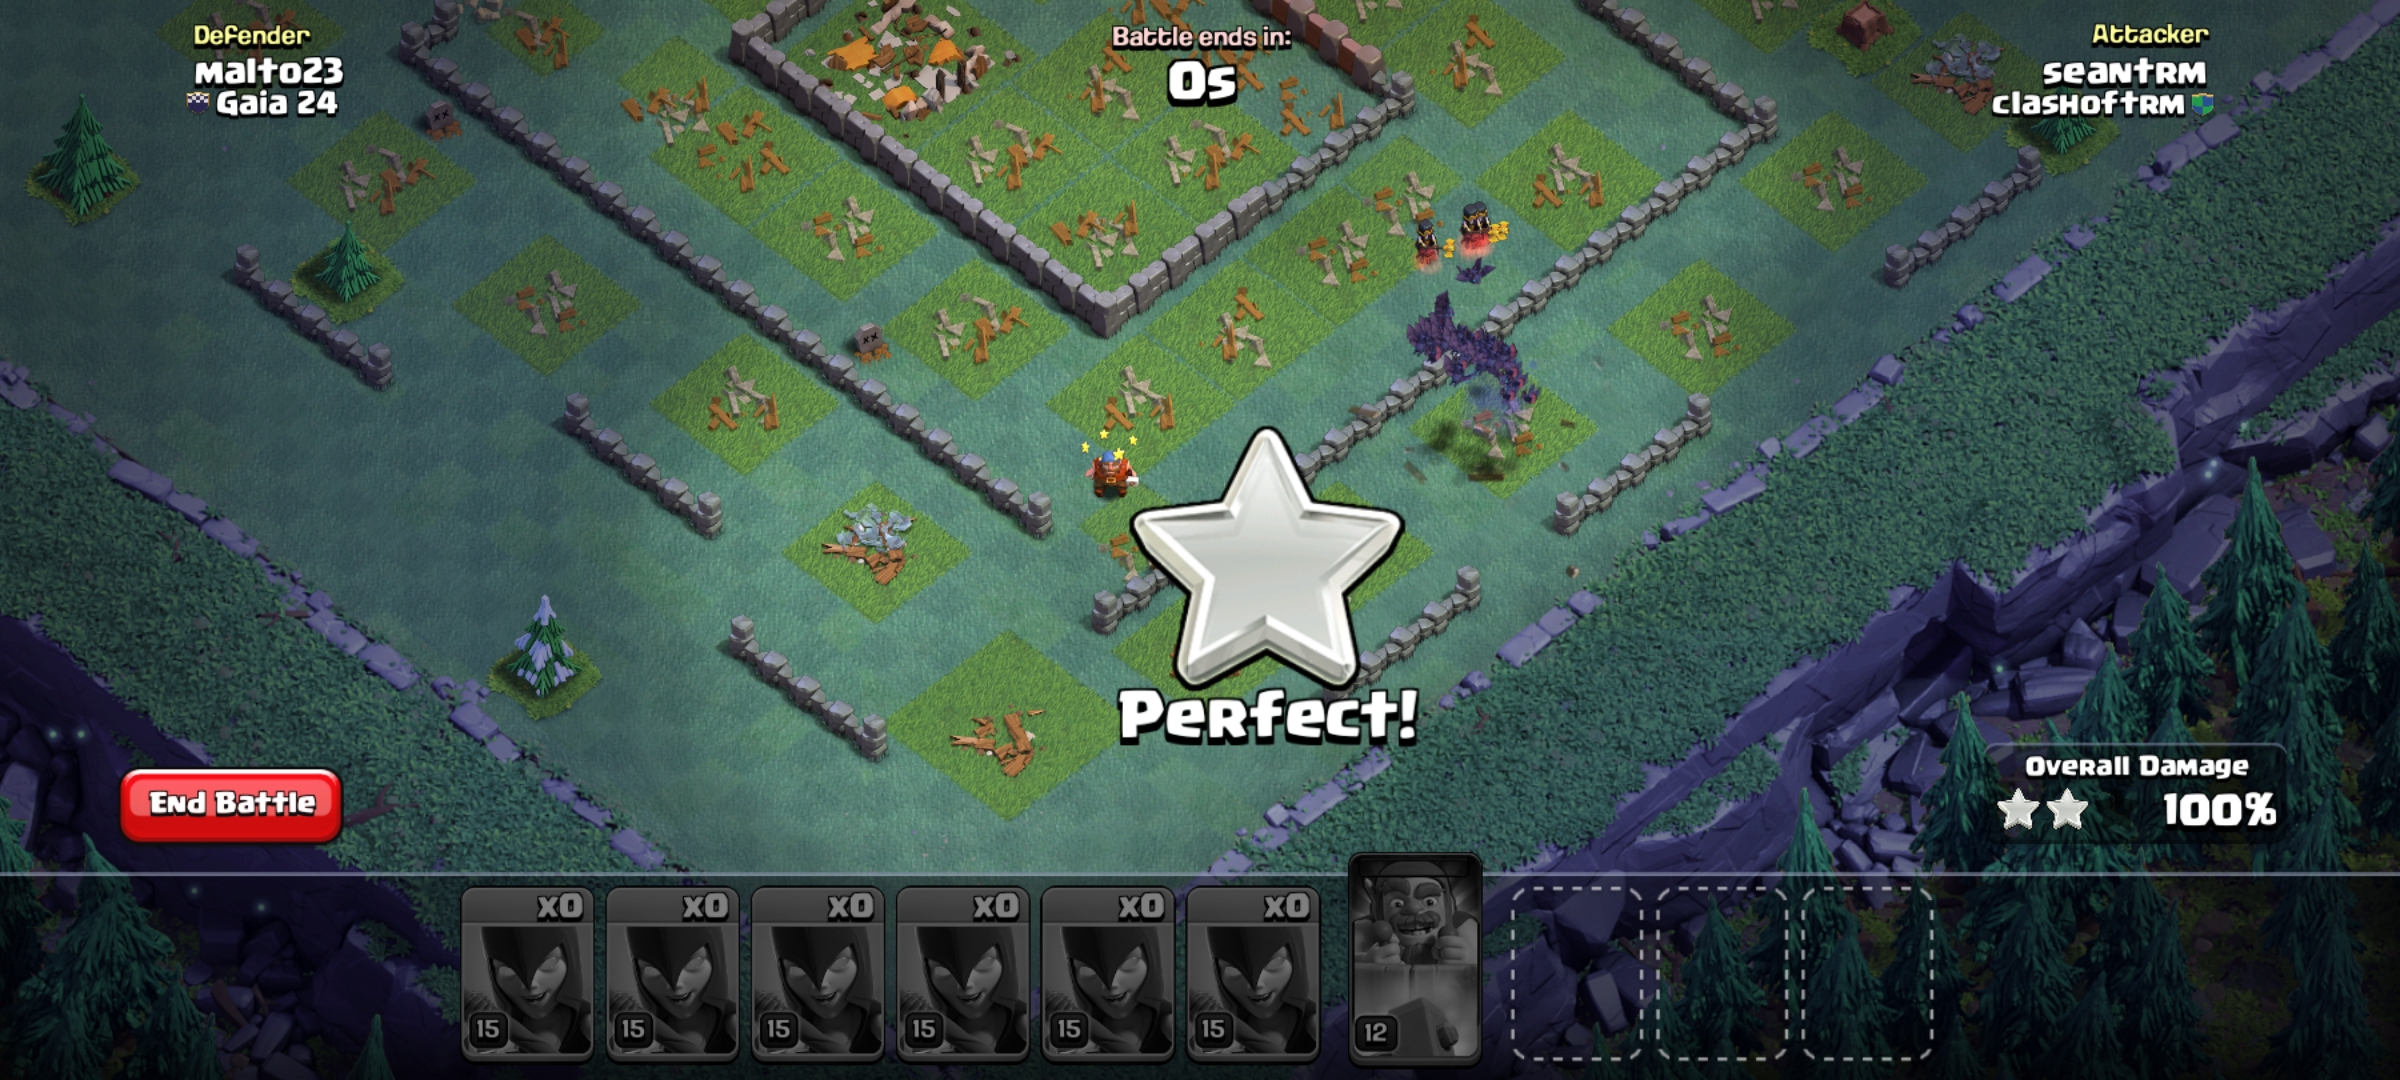 Defender
malto23
Gaia 24
Battle ends in:
0s
Attacker
seantRM
clashoftRM
Perfect!
End Battle
Overall Damage
100%
x0
x0
x0
x0
x0
x0
15
15
15
15
15
15
12